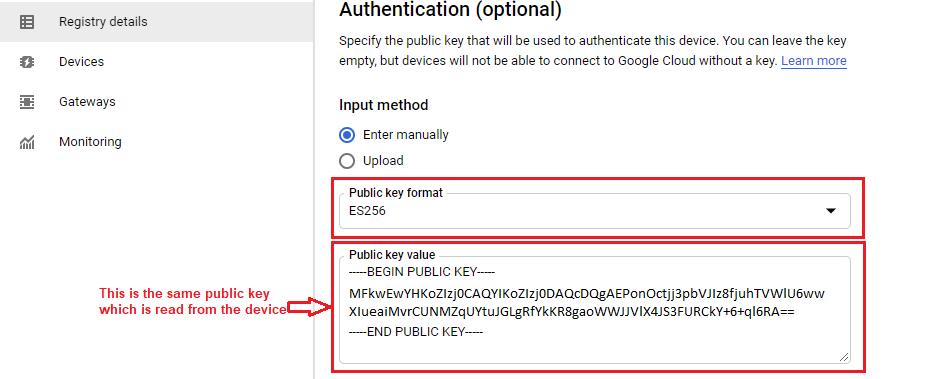 Registry details
Devices
Gateways
Monitoring
Authentication (optional)
Specify the public key that will be used to authenticate this device. You can leave the key
empty, but devices will not be able to connect to Google Cloud without a key. Learn more
Input method
Enter manually
Upload
Public key format
ES256
Public key value
-----BEGIN PUBLIC KEY-----
MFkwEwYHKoZIzj0CAQYIKoZIzj0DAQcDQgAEPonOctjj3pbVJIz8fjuhTVWlU6ww
XIueaiMvrCUNMZqUYtuJGLgRfYkKR8gaoWWJJVlX4JS3FURCkY+6+ql6RA==
-----END PUBLIC KEY-----
This is the same public key
which is read from the device